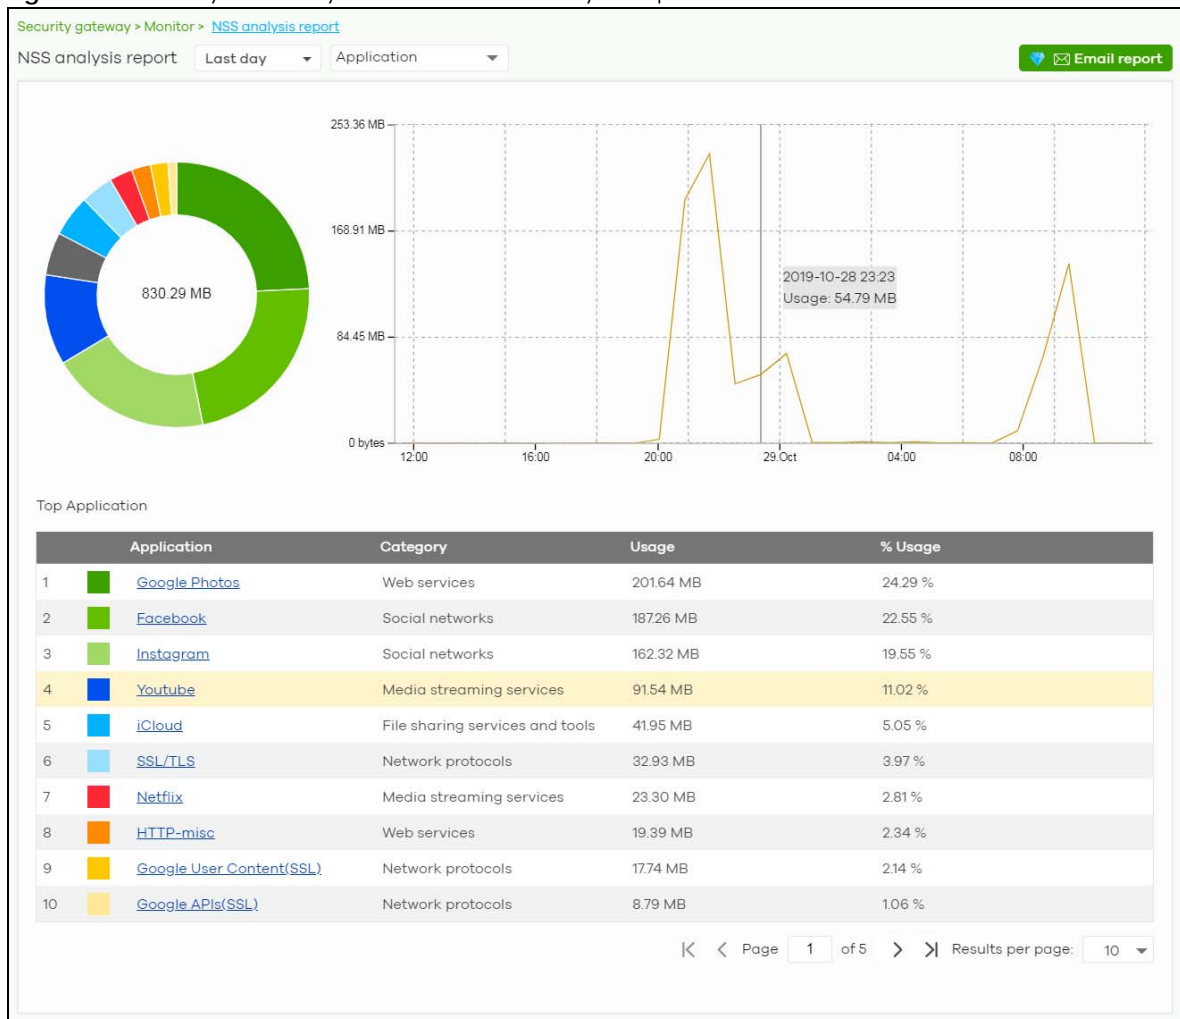 Security gateway > Monitor > NSS analysis report
NSS analysis report Last day Application Email report
253.36 MB
168.91 MB
84.45 MB
0 bytes
830.29 MB
2019-10-28 23:23
Usage: 54.79 MB
12:00 16:00 20:00 29.Oct 04:00 08:00
Top Application
Application Category Usage % Usage
1 Google Photos Web services 201.64 MB 24.29 %
2 Facebook Social networks 187.26 MB 22.55 %
3 Instagram Social networks 162.32 MB 19.55 %
4 Youtube Media streaming services 91.54 MB 11.02 %
5 iCloud File sharing services and tools 41.95 MB 5.05 %
6 SSL/TLS Network protocols 32.93 MB 3.97 %
7 Netflix Media streaming services 23.30 MB 2.81 %
8 HTTP-misc Web services 19.39 MB 2.34 %
9 Google User Content(SSL) Network protocols 17.74 MB 2.14 %
10 Google APIs(SSL) Network protocols 8.79 MB 1.06 %
Page 1 of 5 Results per page: 10